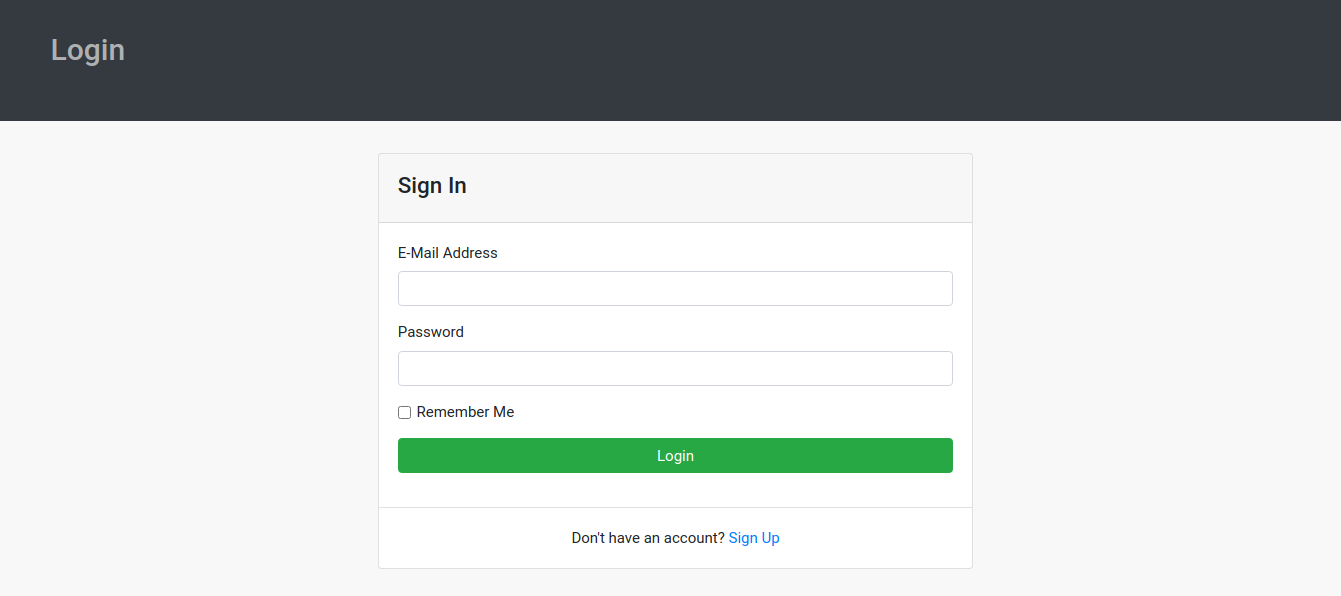 Login
Sign In
E-Mail Address
Password
Remember Me
Login
Don't have an account? Sign Up